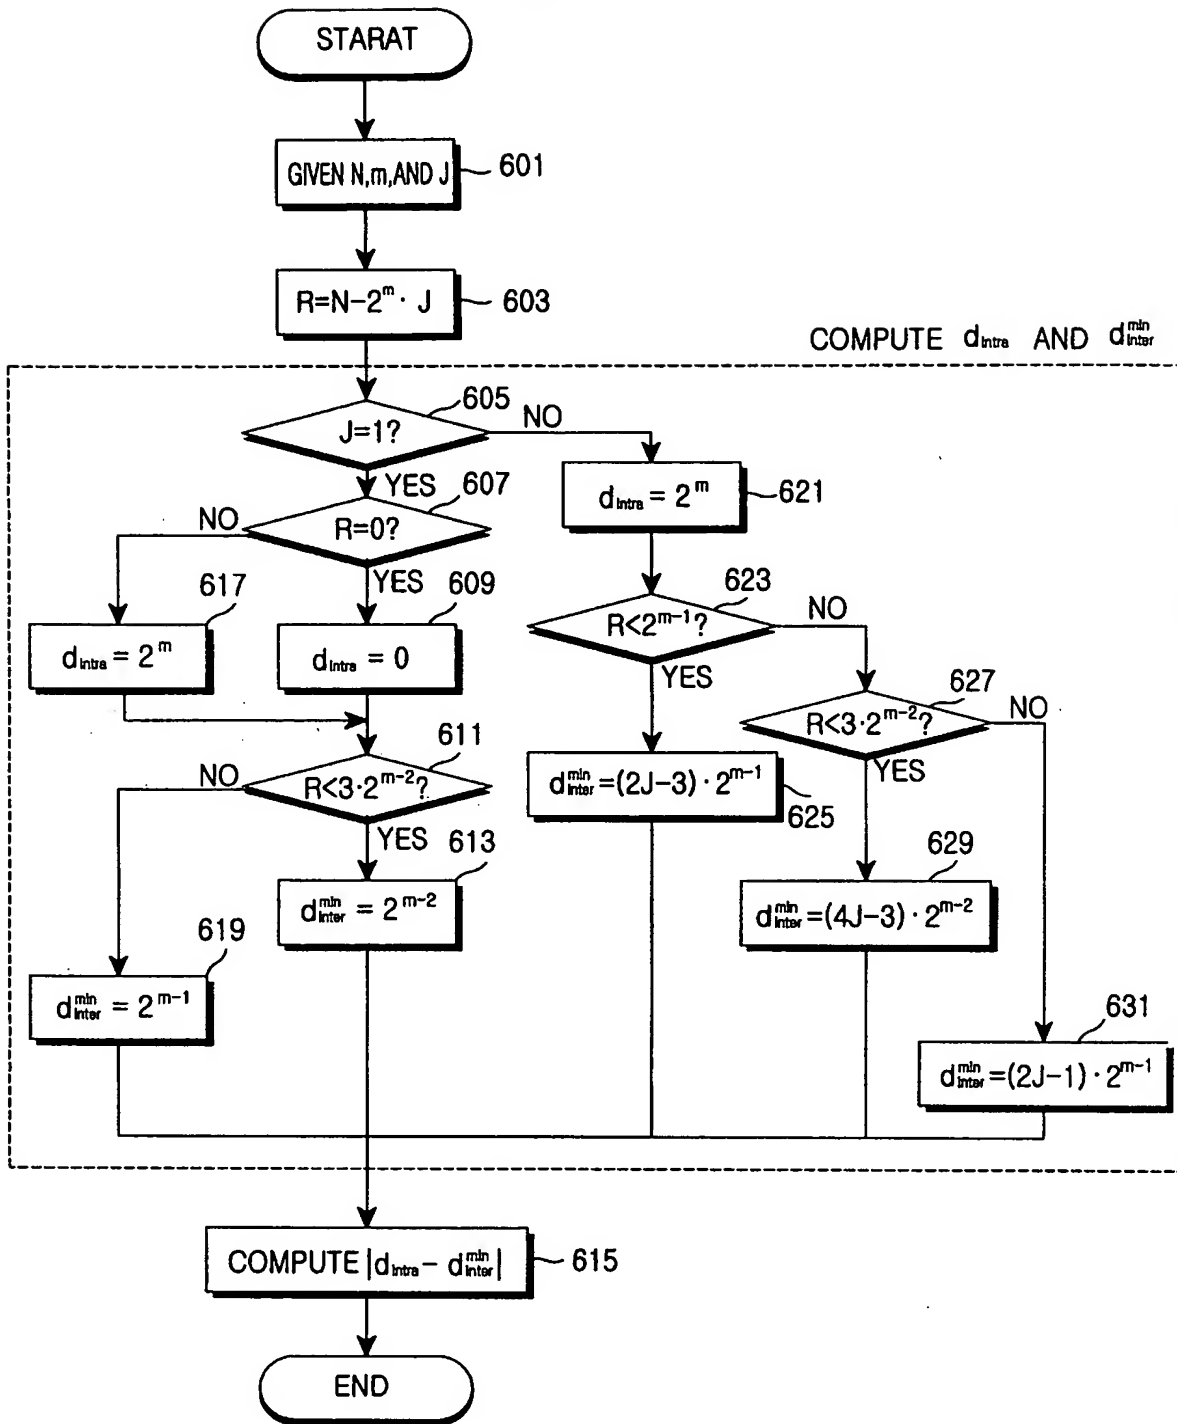 STARAT
GIVEN N,m,AND J
601
R=N−2^m · J
603
COMPUTE d_intra AND d_inter^min
605
J=1?
NO
YES
607
d_intra = 2^m
621
NO
R=0?
YES
617
609
623
d_intra = 2^m
d_intra = 0
R<2^{m−1}?
NO
YES
627
611
R<3·2^{m−2}?
NO
YES
NO
R<3·2^{m−2}?
YES
d_inter^min=(2J−3)·2^{m−1}
625
613
629
d_inter^min = 2^{m−2}
d_inter^min=(4J−3)·2^{m−2}
619
d_inter^min = 2^{m−1}
631
d_inter^min=(2J−1)·2^{m−1}
COMPUTE |d_intra − d_inter^min|
615
END